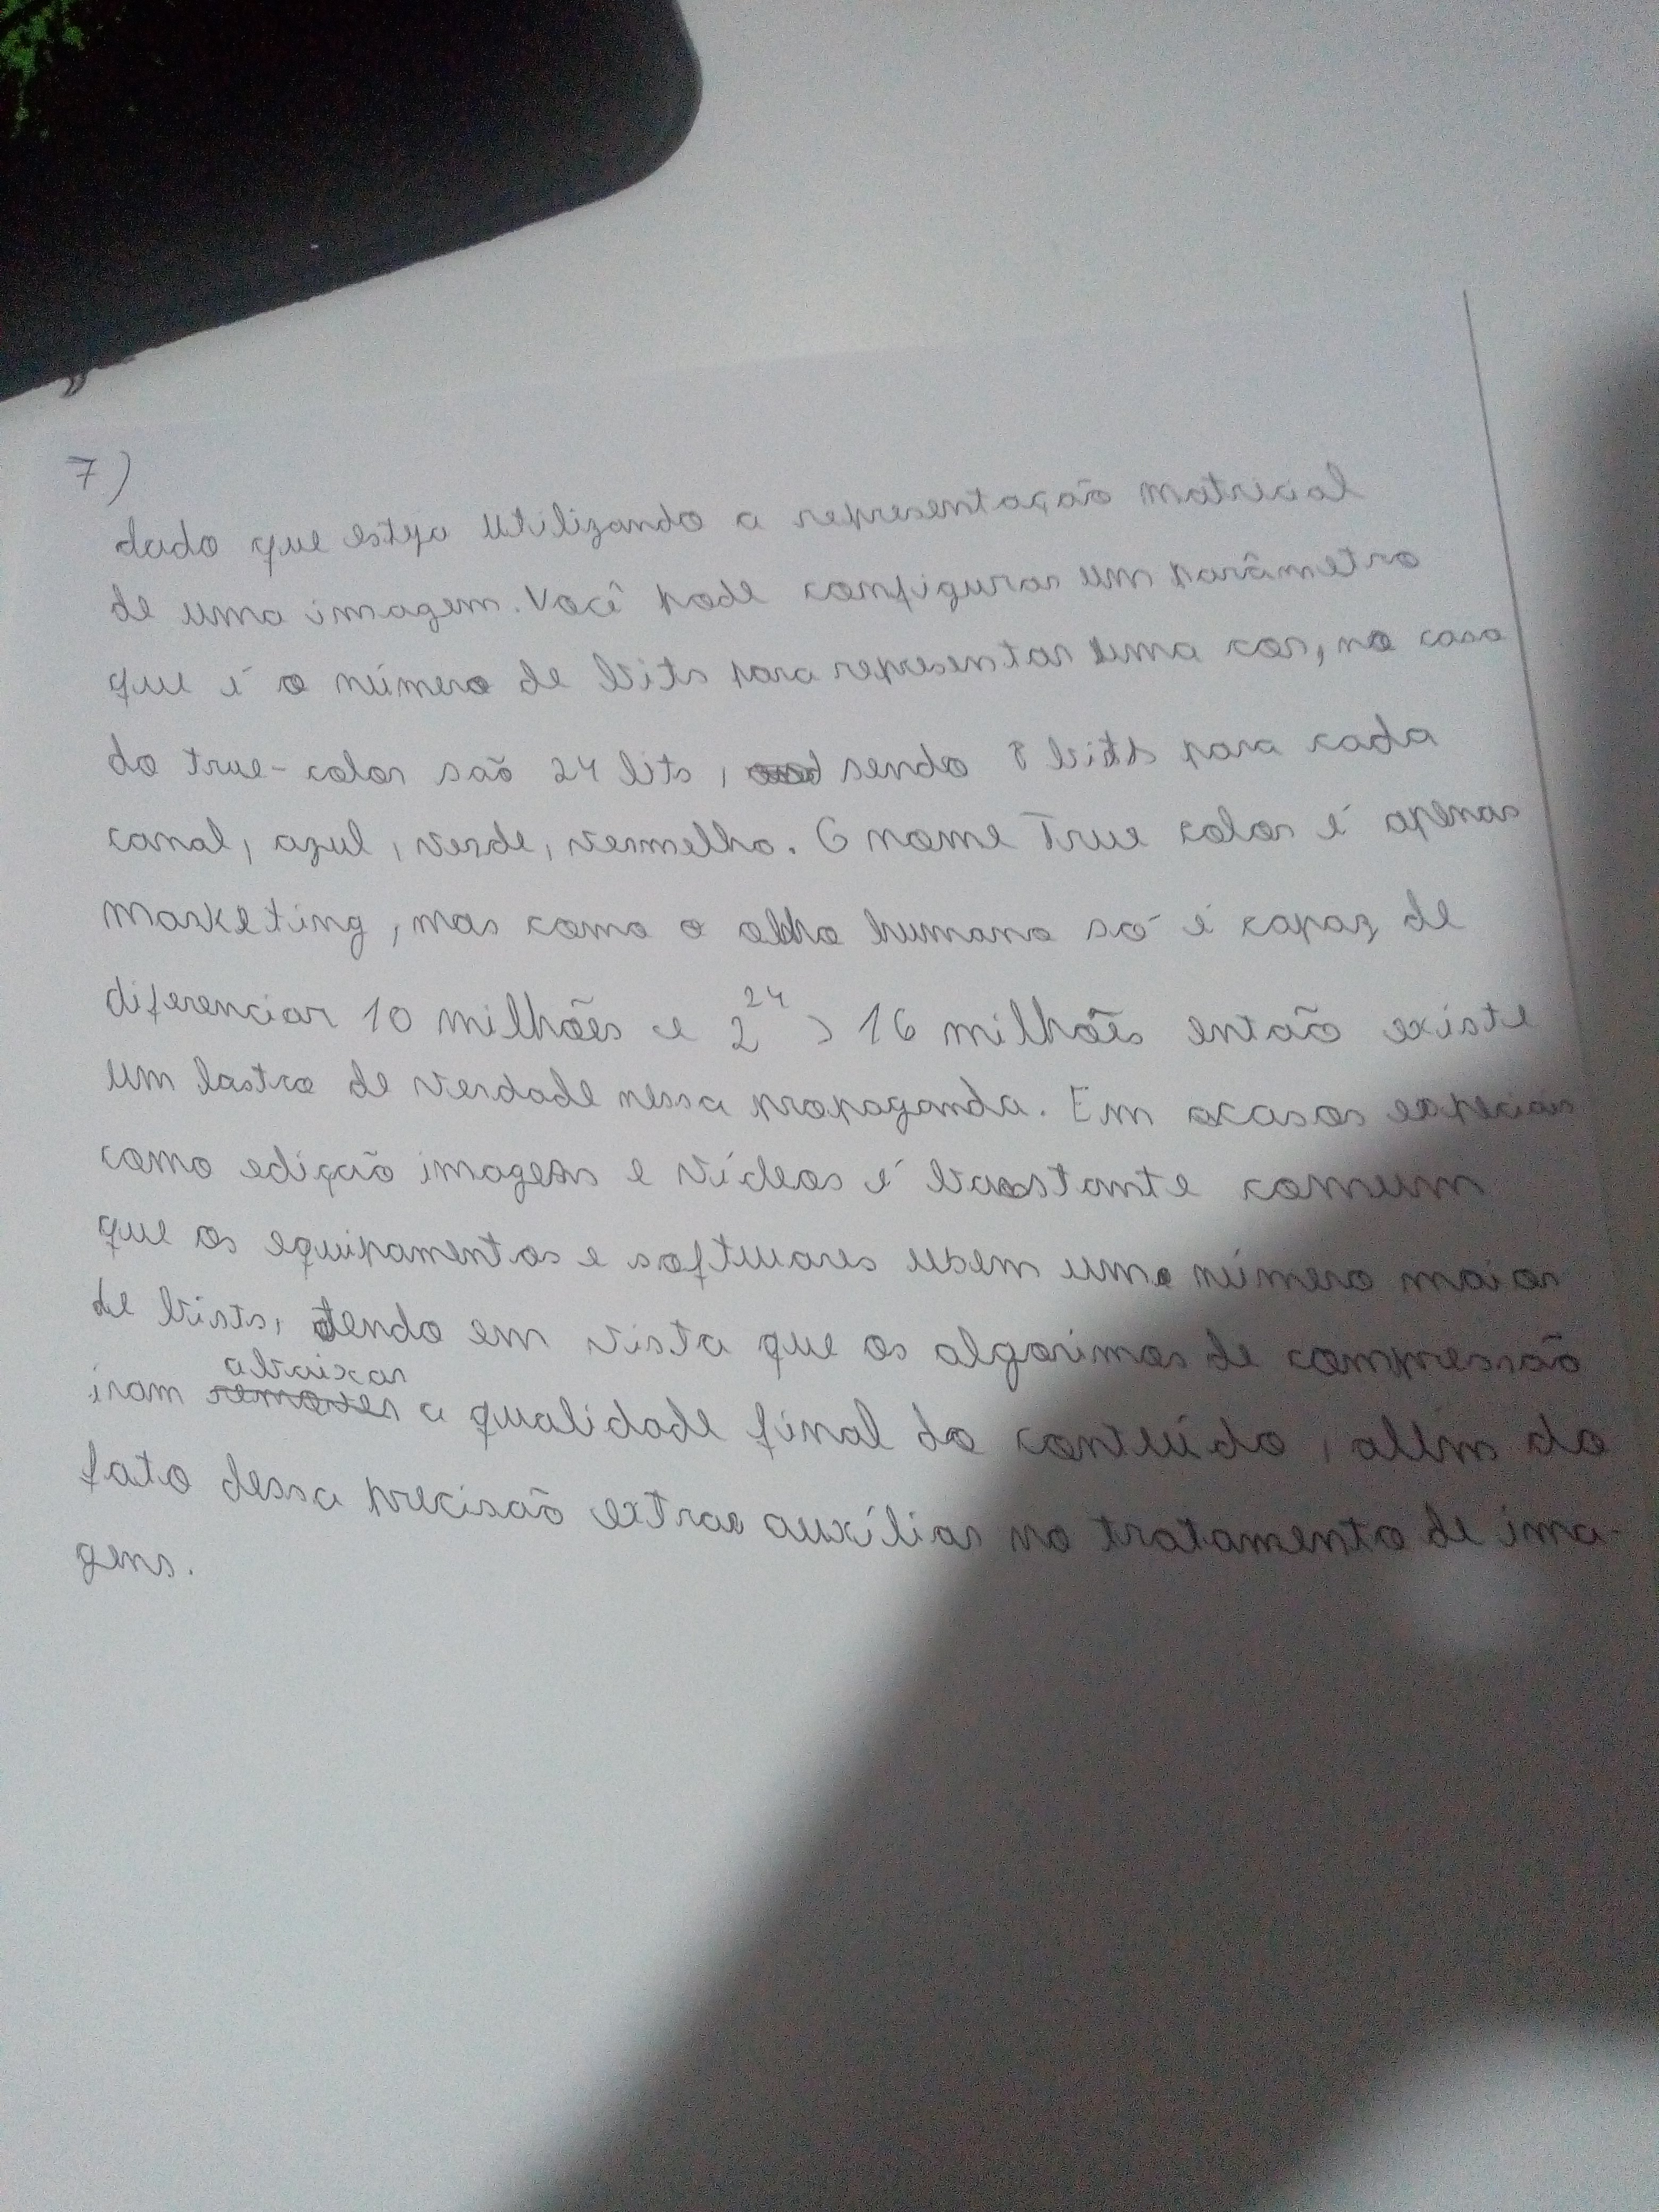 7)
dado que esteja utilizando a representação matricial
de uma imagem. Você pode configurar um parâmetro
que é o número de bits para representar uma cor, no caso
do true-color são 24 bits, sendo 8 bits para cada
canal, azul, verde, vermelho. O nome True color é apenas
marketing, mas como o olho humano só é capaz de
diferenciar 10 milhões e 2^24 > 16 milhões então existe
um lastro de verdade nessa propaganda. Em casos especiais
como edição imagens e vídeos é bastante comum
que os equipamentos e softwares usem um número maior
de bists, tendo em vista que os algorimos de compressão
iram abaixar a qualidade final do conteúdo, além do
fato dessa precisão extra auxíliar no tratamento de ima-
gens.